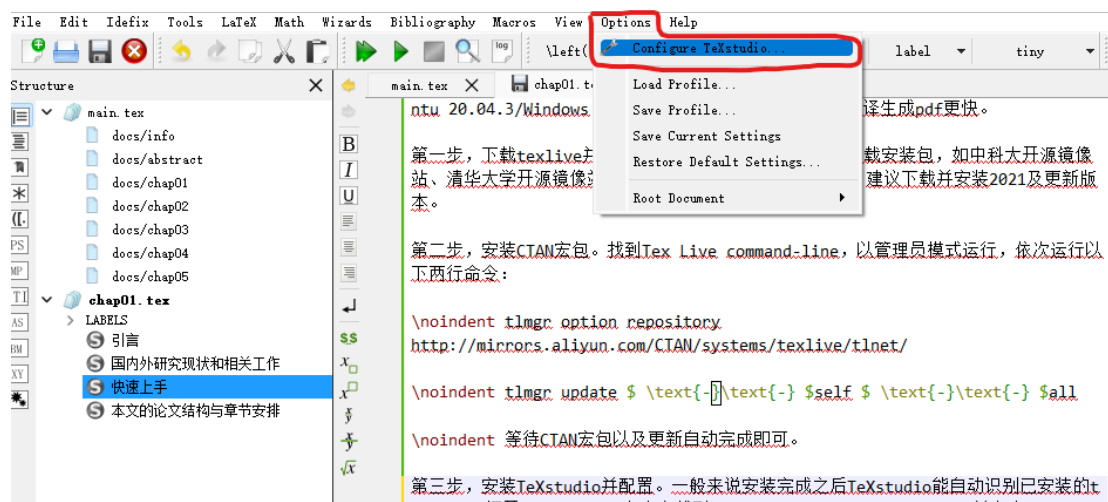 File Edit Idefix Tools LaTeX Math Wizards Bibliography Macros View Options Help
log
\left(
label
tiny
Configure TeXstudio...
Load Profile...
Save Profile...
Save Current Settings
Restore Default Settings...
Root Document
Structure
main.tex
docs/info
docs/abstract
docs/chap01
docs/chap02
docs/chap03
docs/chap04
docs/chap05
chap01.tex
LABELS
引言
国内外研究现状和相关工作
快速上手
本文的论文结构与章节安排
PS
MP
TI
AS
BM
XY
B
I
U
$$
main.tex
chap01.t
ntu 20.04.3/Windows 译生成pdf更快。
第一步，下载texlive并 载安装包，如中科大开源镜像
站、清华大学开源镜像 建议下载并安装2021及更新版
本。
第二步，安装CTAN宏包。找到Tex Live command-line，以管理员模式运行，依次运行以
下两行命令：
\noindent tlmgr option repository
http://mirrors.aliyun.com/CTAN/systems/texlive/tlnet/
\noindent tlmgr update $ \text{-}\text{-} $self $ \text{-}\text{-} $all
\noindent 等待CTAN宏包以及更新自动完成即可。
第三步，安装TeXstudio并配置。一般来说安装完成之后TeXstudio能自动识别已安装的t